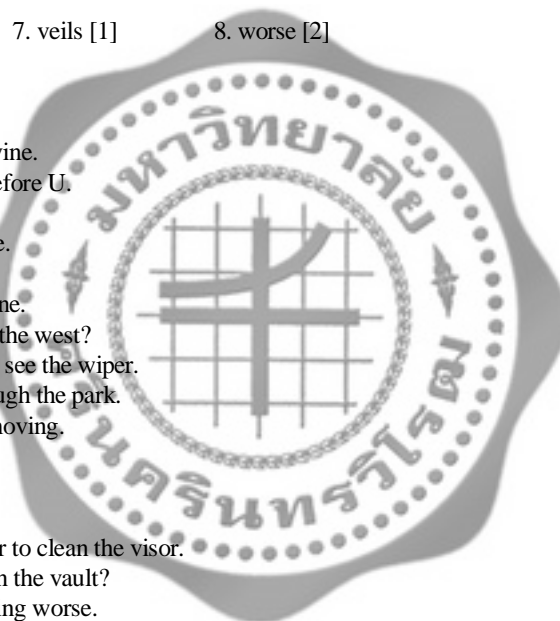 7. veils [1] 8. worse [2]
vine.
efore U.
e.
ne.
the west?
see the wiper.
ugh the park.
noving.
r to clean the visor.
n the vault?
ing worse.
มหาวิทยาลัย
ศรีนครินทรวิโรฒ